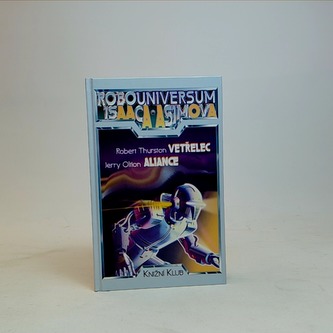 ROBOUNIVERSUM
ISAACA ASIMOVA
Robert Thurston VETŘELEC
Jerry Oltion ALIANCE
KNIŽNÍ KLUB